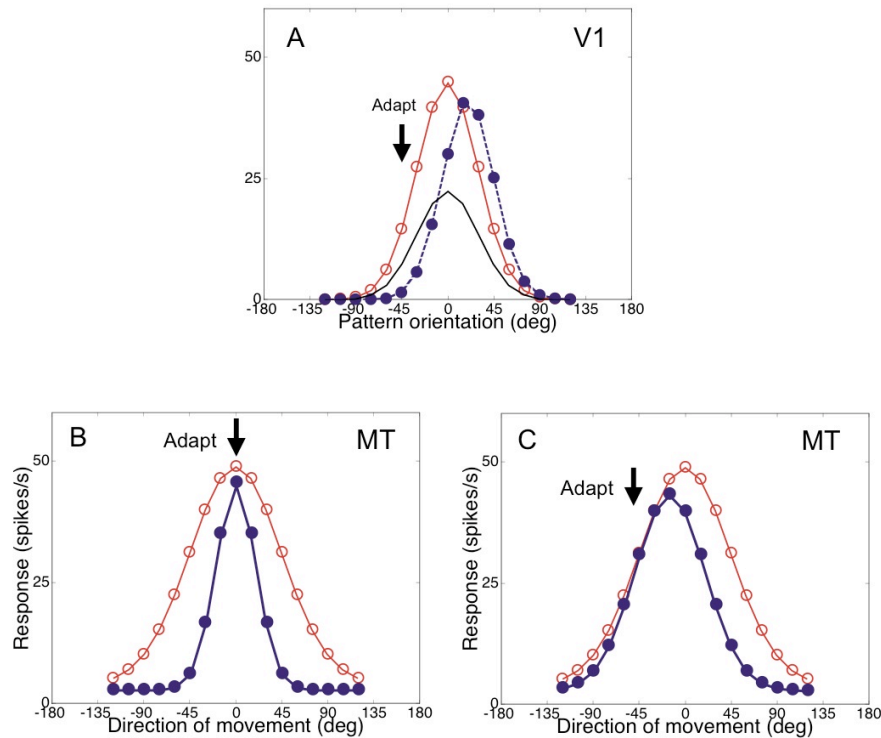 A V1
50
Adapt
25
0
-180 -135 -90 -45 0 45 90 135 180
Pattern orientation (deg)
B Adapt MT
50
Response (spikes/s)
25
0
-180 -135 -90 -45 0 45 90 135 180
Direction of movement (deg)
C Adapt MT
50
Response (spikes/s)
25
0
-180 -135 -90 -45 0 45 90 135 180
Direction of movement (deg)